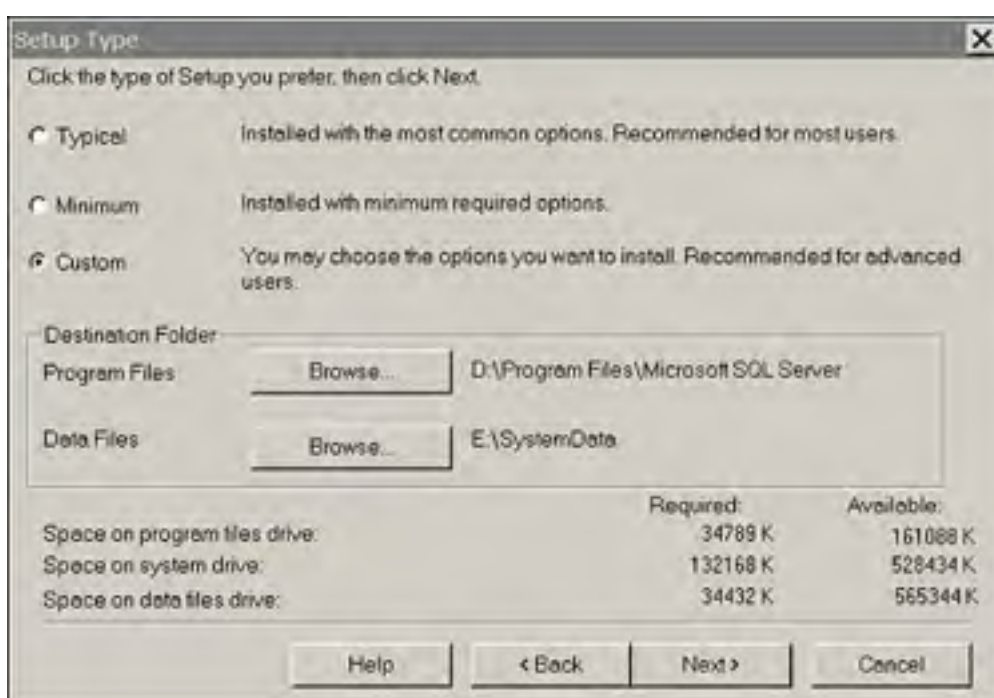 Setup Type
Click the type of Setup you prefer, then click Next.
Typical Installed with the most common options. Recommended for most users.
Minimum Installed with minimum required options.
Custom You may choose the options you want to install. Recommended for advanced
users.
Destination Folder
Program Files Browse... D:\Program Files\Microsoft SQL Server
Data Files Browse... E:\SystemData
Required: Available:
Space on program files drive: 34789 K 161088 K
Space on system drive: 132168 K 528434 K
Space on data files drive: 34432 K 565344 K
Help < Back Next > Cancel